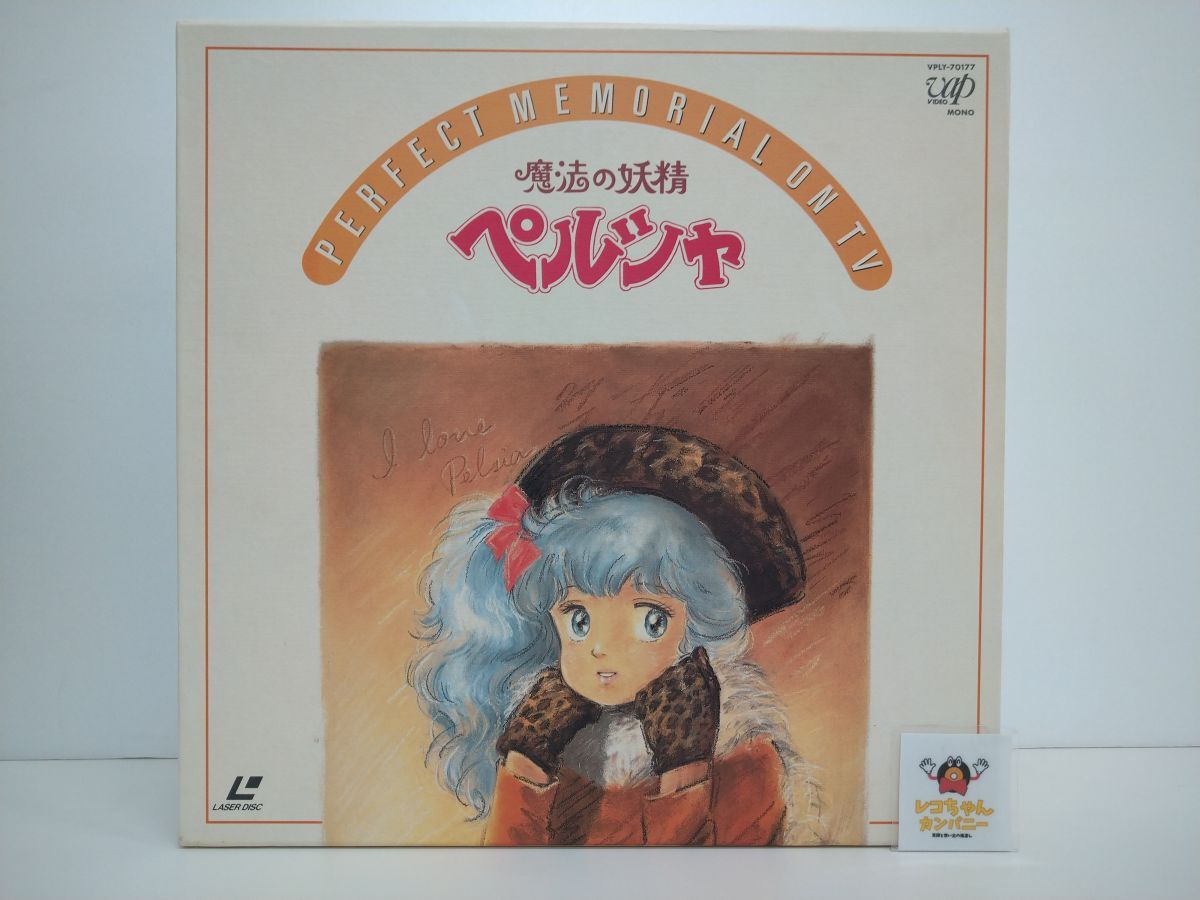 VPLY-70177
vap
VIDEO
MONO
PERFECT MEMORIAL ON TV
魔法の妖精
ペルシャ
I love
Pelsia
LASER DISC
レコちゃん
カンパニー